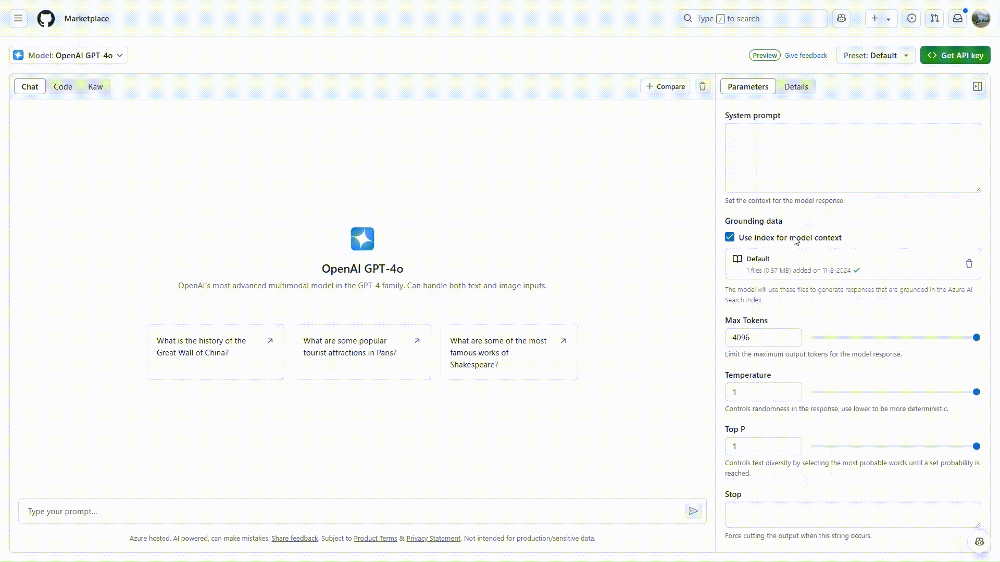 Marketplace
Type / to search
Model: OpenAI GPT-4o
Preview Give feedback
Preset: Default
Get API key
Chat Code Raw
Compare
Parameters Details
System prompt
Set the context for the model response.
Grounding data
Use index for model context
Default
1 files (0.57 MB) added on 11-8-2024
The model will use these files to generate responses that are grounded in the Azure AI
Search index.
Max Tokens
4096
Limit the maximum output tokens for the model response.
Temperature
1
Controls randomness in the response, use lower to be more deterministic.
Top P
1
Controls text diversity by selecting the most probable words until a set probability is
reached.
Stop
Force cutting the output when this string occurs.
OpenAI GPT-4o
OpenAI's most advanced multimodal model in the GPT-4 family. Can handle both text and image inputs.
What is the history of the
Great Wall of China?
What are some popular
tourist attractions in Paris?
What are some of the most
famous works of
Shakespeare?
Type your prompt...
Azure hosted. AI powered, can make mistakes. Share feedback. Subject to Product Terms & Privacy Statement. Not intended for production/sensitive data.